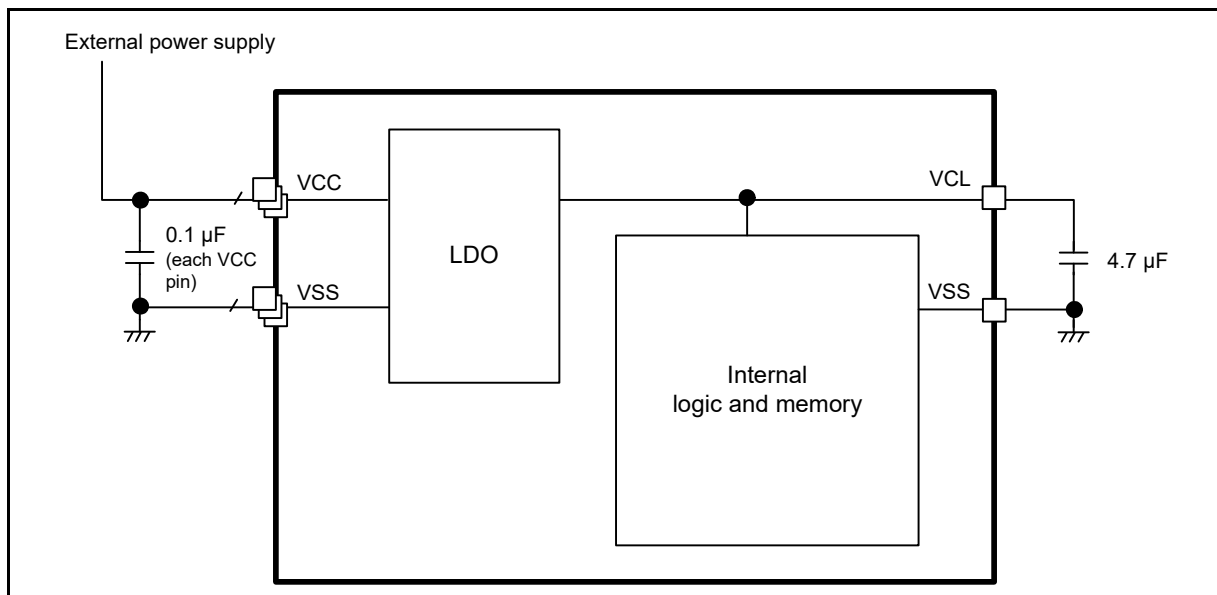 External power supply
VCC
VCL
0.1 µF
(each VCC
pin)
LDO
4.7 µF
VSS
VSS
Internal
logic and memory